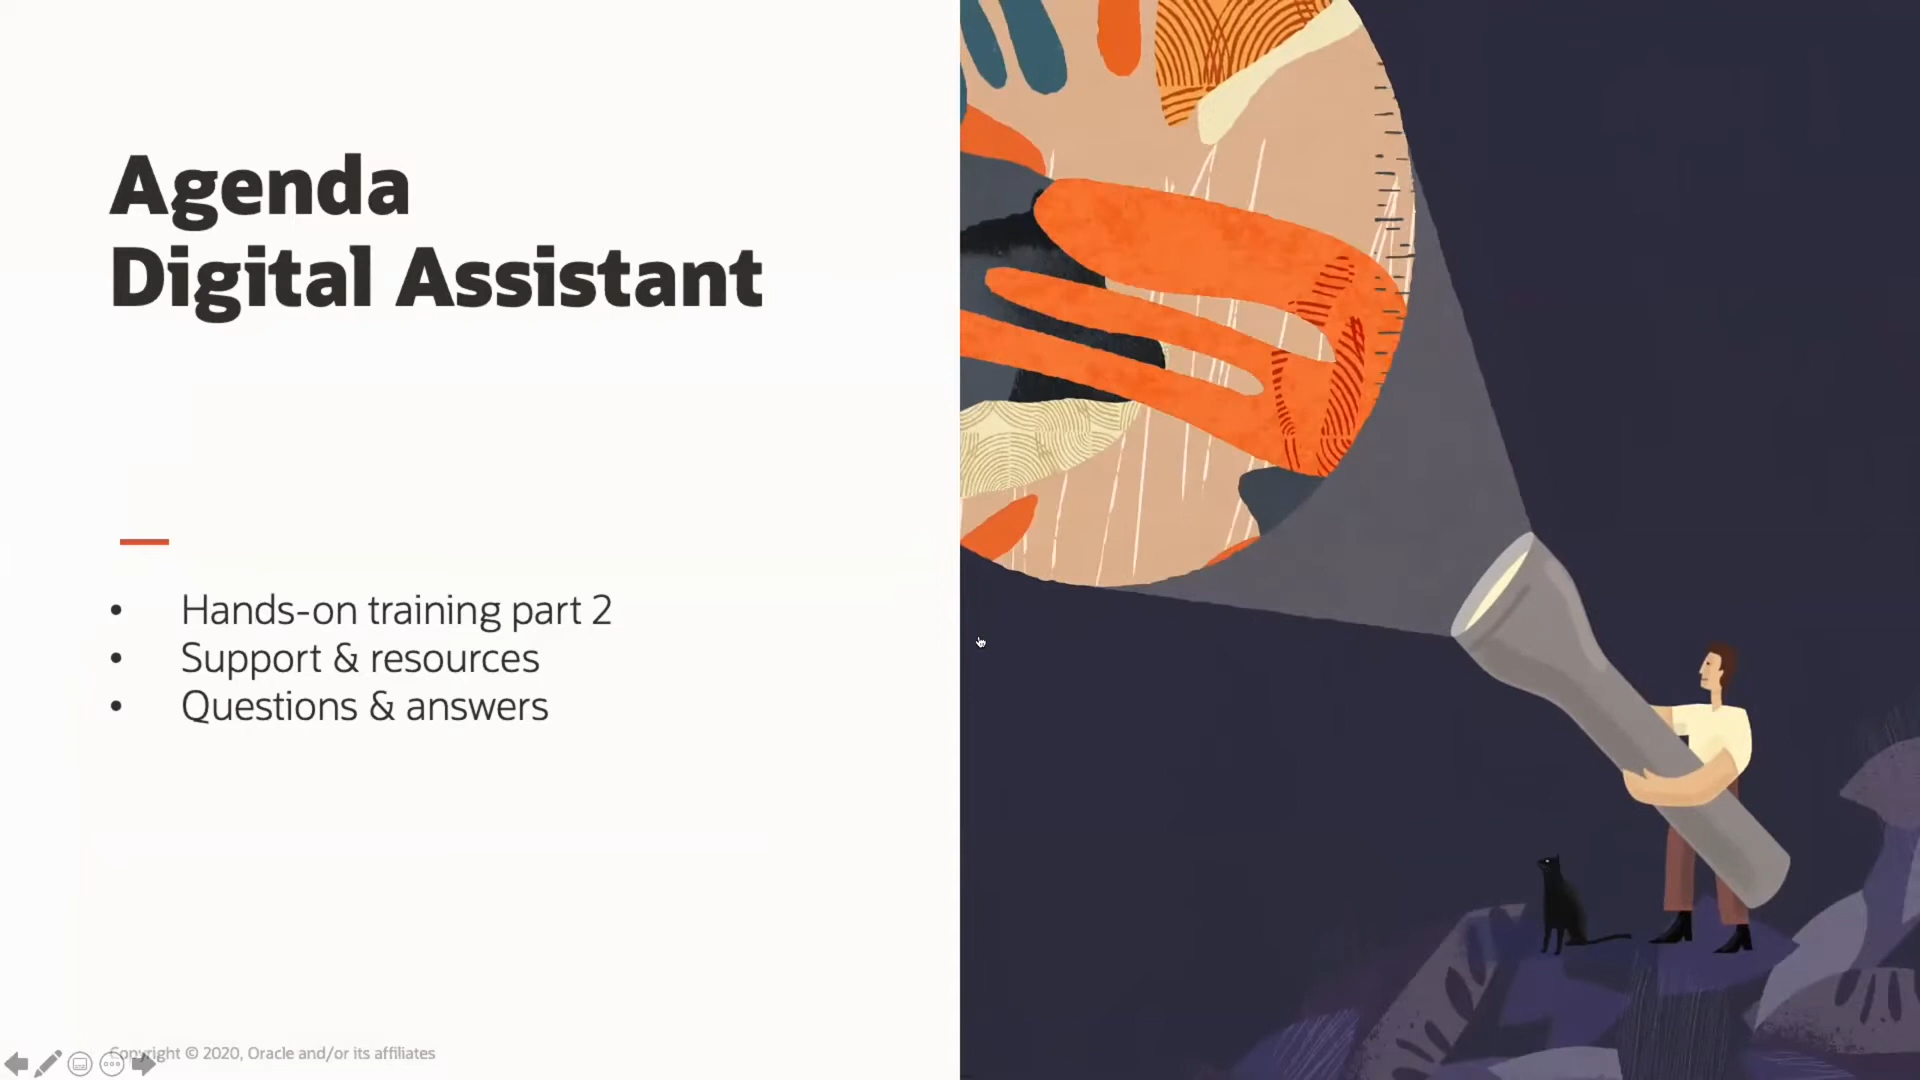 Agenda
Digital Assistant
• Hands-on training part 2
• Support & resources
• Questions & answers
Copyright © 2020, Oracle and/or its affiliates